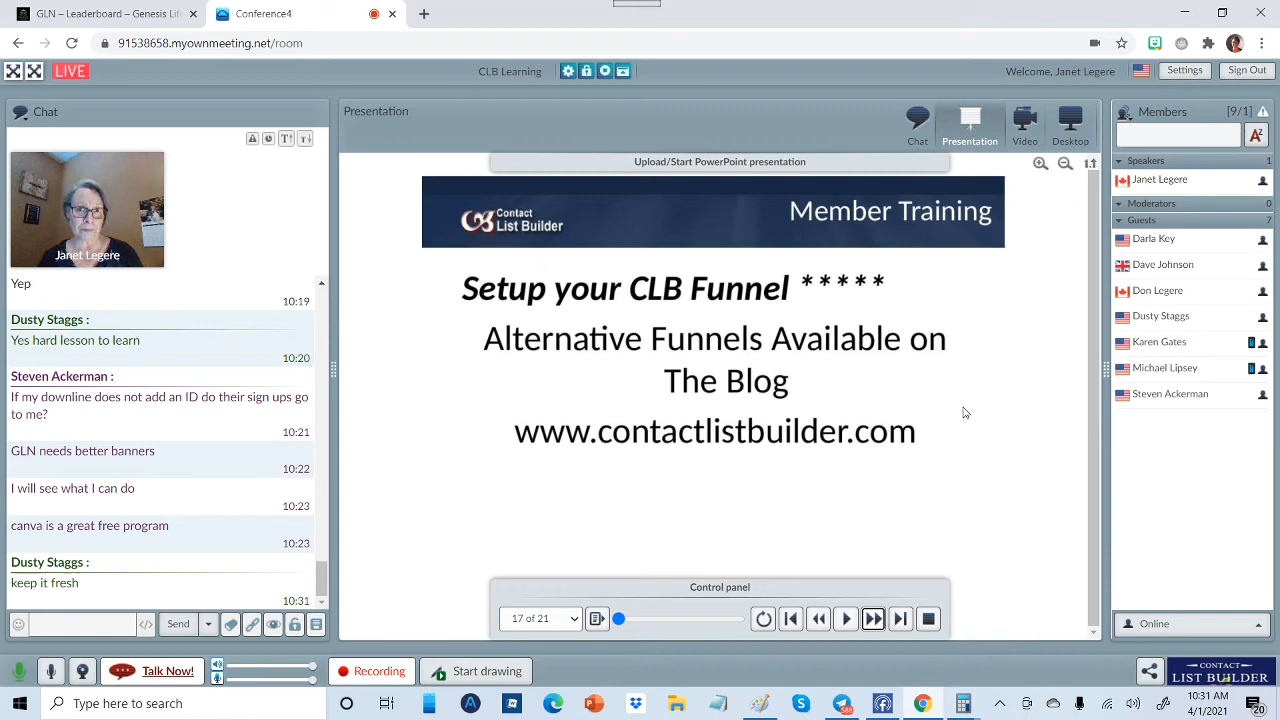 GLN – Leaderboard – Genesis Life
Conference4
91538658.myownmeeting.net/room
LIVE
CLB Learning
Welcome, Janet Legere
Settings
Sign Out
Chat
Janet Legere
Yep
10:19
Dusty Staggs :
Yes hard lesson to learn
10:20
Steven Ackerman :
If my downline does not add an ID do their sign ups go
to me?
10:21
GLN needs better banners
10:22
I will see what I can do
10:23
canva is a great free program
10:23
Dusty Staggs :
keep it fresh
10:31
Send
Presentation
Chat
Presentation
Video
Desktop
Upload/Start PowerPoint presentation
1:1
Contact
List Builder
Member Training
Setup your CLB Funnel *****
Alternative Funnels Available on
The Blog
www.contactlistbuilder.com
Control panel
17 of 21
Members
[9/1]
Speakers
1
Janet Legere
Moderators
0
Guests
7
Darla Key
Dave Johnson
Don Legere
Dusty Staggs
Karen Gates
Michael Lipsey
Steven Ackerman
Online
Talk Now!
Recording
Start drawing
CONTACT
LIST BUILDER
Type here to search
588
10:31 AM
4/1/2021
20